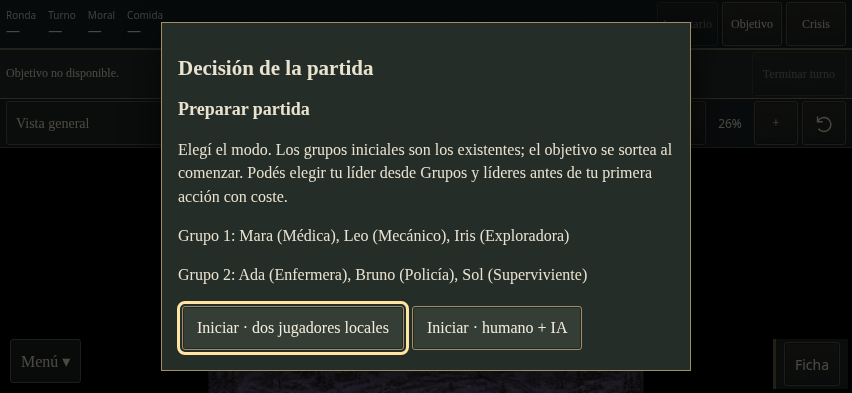 Ronda Turno Moral Comida
— — — —
Objetivo Crisis
Objetivo no disponible.
Terminar turno
Vista general
26% +
Decisión de la partida
Preparar partida
Elegí el modo. Los grupos iniciales son los existentes; el objetivo se sortea al
comenzar. Podés elegir tu líder desde Grupos y líderes antes de tu primera
acción con coste.
Grupo 1: Mara (Médica), Leo (Mecánico), Iris (Exploradora)
Grupo 2: Ada (Enfermera), Bruno (Policía), Sol (Superviviente)
Iniciar · dos jugadores locales Iniciar · humano + IA
Menú ▾
Ficha